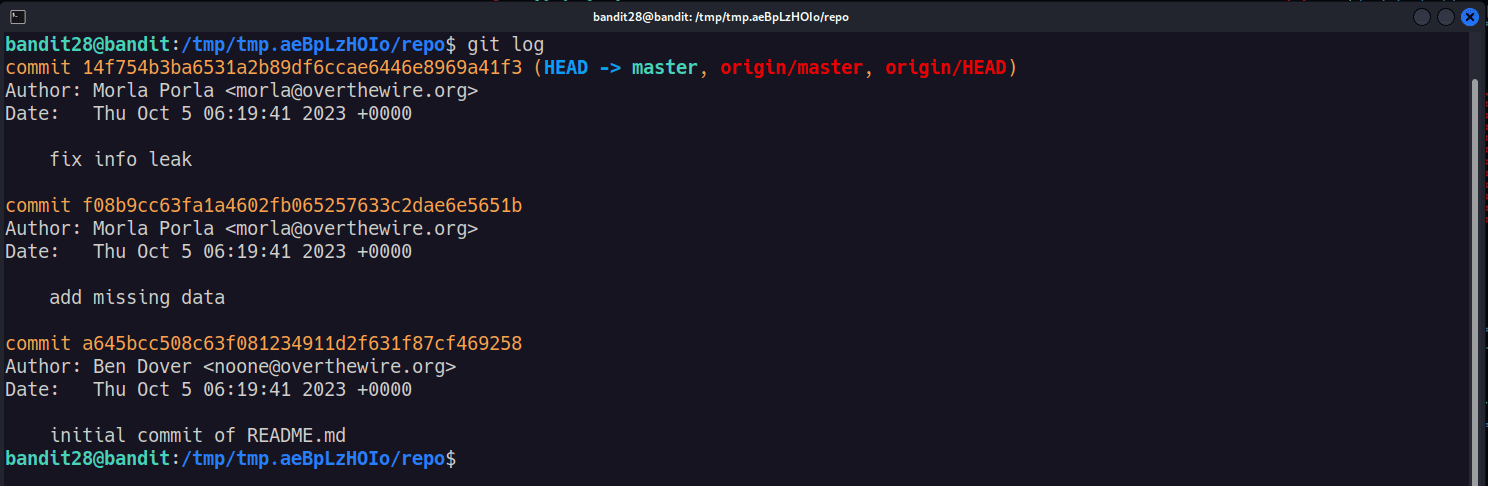 bandit28@bandit: /tmp/tmp.aeBpLzHOIo/repo
bandit28@bandit:/tmp/tmp.aeBpLzHOIo/repo$ git log
commit 14f754b3ba6531a2b89df6ccae6446e8969a41f3 (HEAD -> master, origin/master, origin/HEAD)
Author: Morla Porla <morla@overthewire.org>
Date:   Thu Oct 5 06:19:41 2023 +0000
    fix info leak
commit f08b9cc63fa1a4602fb065257633c2dae6e5651b
Author: Morla Porla <morla@overthewire.org>
Date:   Thu Oct 5 06:19:41 2023 +0000
    add missing data
commit a645bcc508c63f081234911d2f631f87cf469258
Author: Ben Dover <noone@overthewire.org>
Date:   Thu Oct 5 06:19:41 2023 +0000
    initial commit of README.md
bandit28@bandit:/tmp/tmp.aeBpLzHOIo/repo$